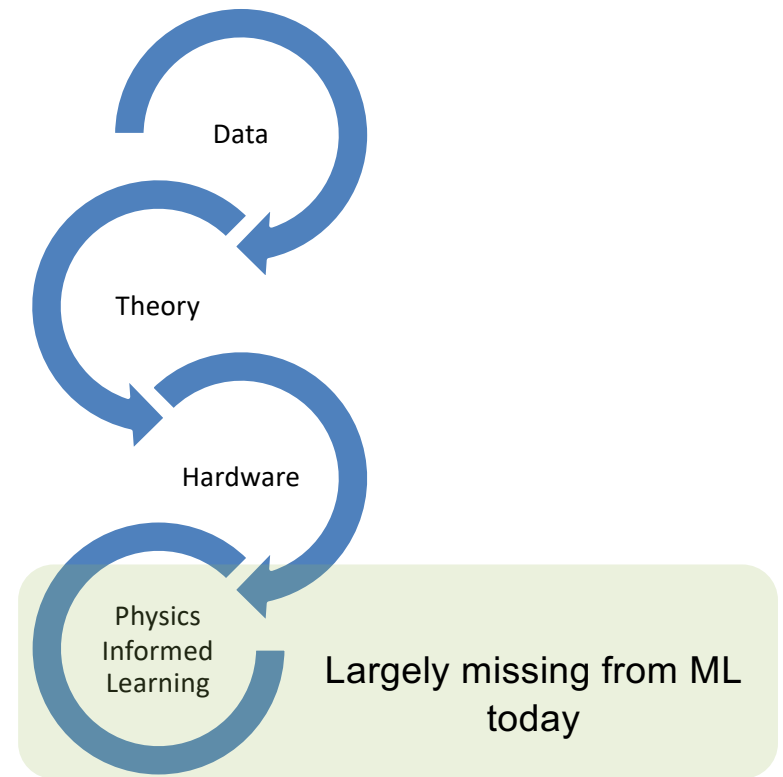 Data
Theory
Hardware
Physics
Informed
Learning
Largely missing from ML
today